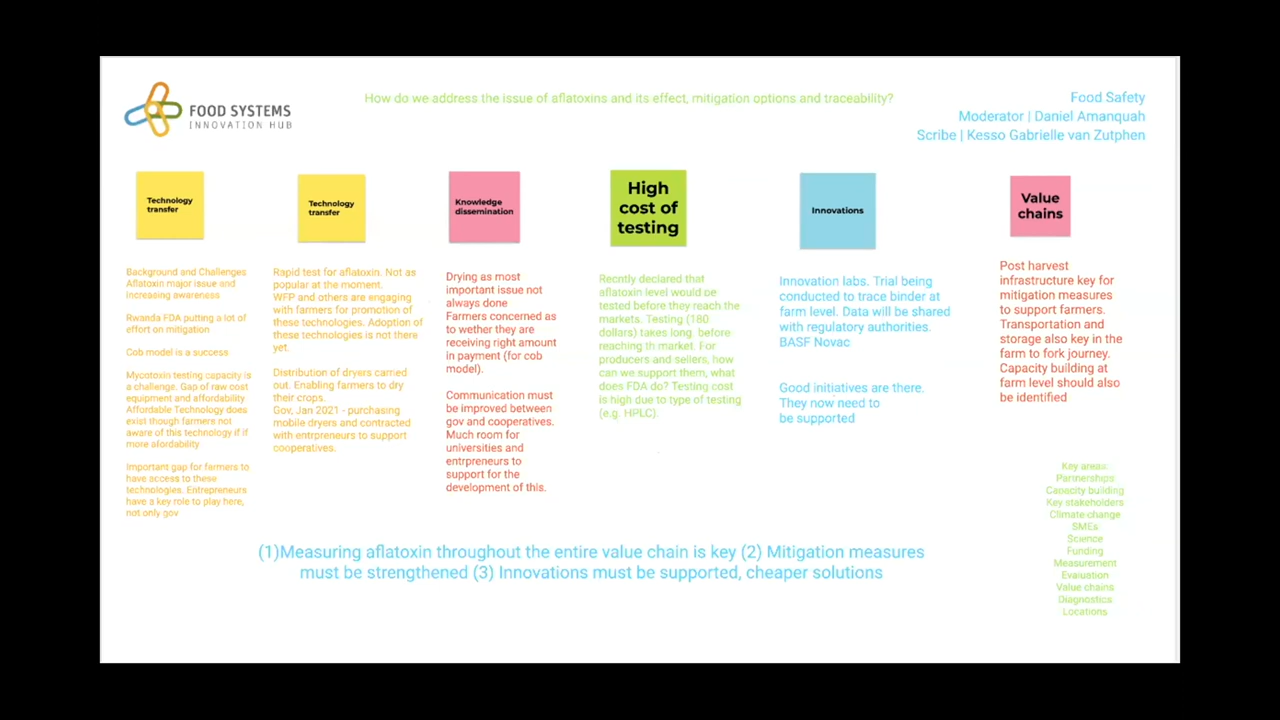 FOOD SYSTEMS
INNOVATION HUB
How do we address the issue of aflatoxins and its effect, mitigation options and traceability?
Food Safety
Moderator | Daniel Amanquah
Scribe | Kesso Gabrielle van Zutphen
Technology
transfer
Background and Challenges
Aflatoxin major issue and
increasing awareness
Rwanda FDA putting a lot of
effort on mitigation
Cob model is a success
Mycotoxin testing capacity is
a challenge. Gap of raw cost
equipment and affordability
Affordable Technology does
exist though farmers not
aware of this technology if if
more afordability
Important gap for farmers to
have access to these
technologies. Entrepreneurs
have a key role to play here,
not only gov
Technology
transfer
Rapid test for aflatoxin. Not as
popular at the moment.
WFP and others are engaging
with farmers for promotion of
these technologies. Adoption of
these technologies is not there
yet.
Distribution of dryers carried
out. Enabling farmers to dry
their crops.
Gov, Jan 2021 - purchasing
mobile dryers and contracted
with entrpreneurs to support
cooperatives.
Knowledge
dissemination
Drying as most
important issue not
always done
Farmers concerned as
to wether they are
receiving right amount
in payment (for cob
model).
Communication must
be improved between
gov and cooperatives.
Much room for
universities and
entrpreneurs to
support for the
development of this.
High
cost of
testing
Recntly declared that
aflatoxin level would be
tested before they reach the
markets. Testing (180
dollars) takes long, before
reaching th market. For
producers and sellers, how
can we support them, what
does FDA do? Testing cost
is high due to type of testing
(e.g. HPLC).
Innovations
Innovation labs. Trial being
conducted to trace binder at
farm level. Data will be shared
with regulatory authorities.
BASF Novac
Good initiatives are there.
They now need to
be supported
Value
chains
Post harvest
infrastructure key for
mitigation measures
to support farmers.
Transportation and
storage also key in the
farm to fork journey.
Capacity building at
farm level should also
be identified
Key areas
Partnerships
Capacity building
Key stakeholders
Climate change
SMEs
Science
Funding
Measurement
Evaluation
Value chains
Diagnostics
Locations
(1)Measuring aflatoxin throughout the entire value chain is key (2) Mitigation measures
must be strengthened (3) Innovations must be supported, cheaper solutions